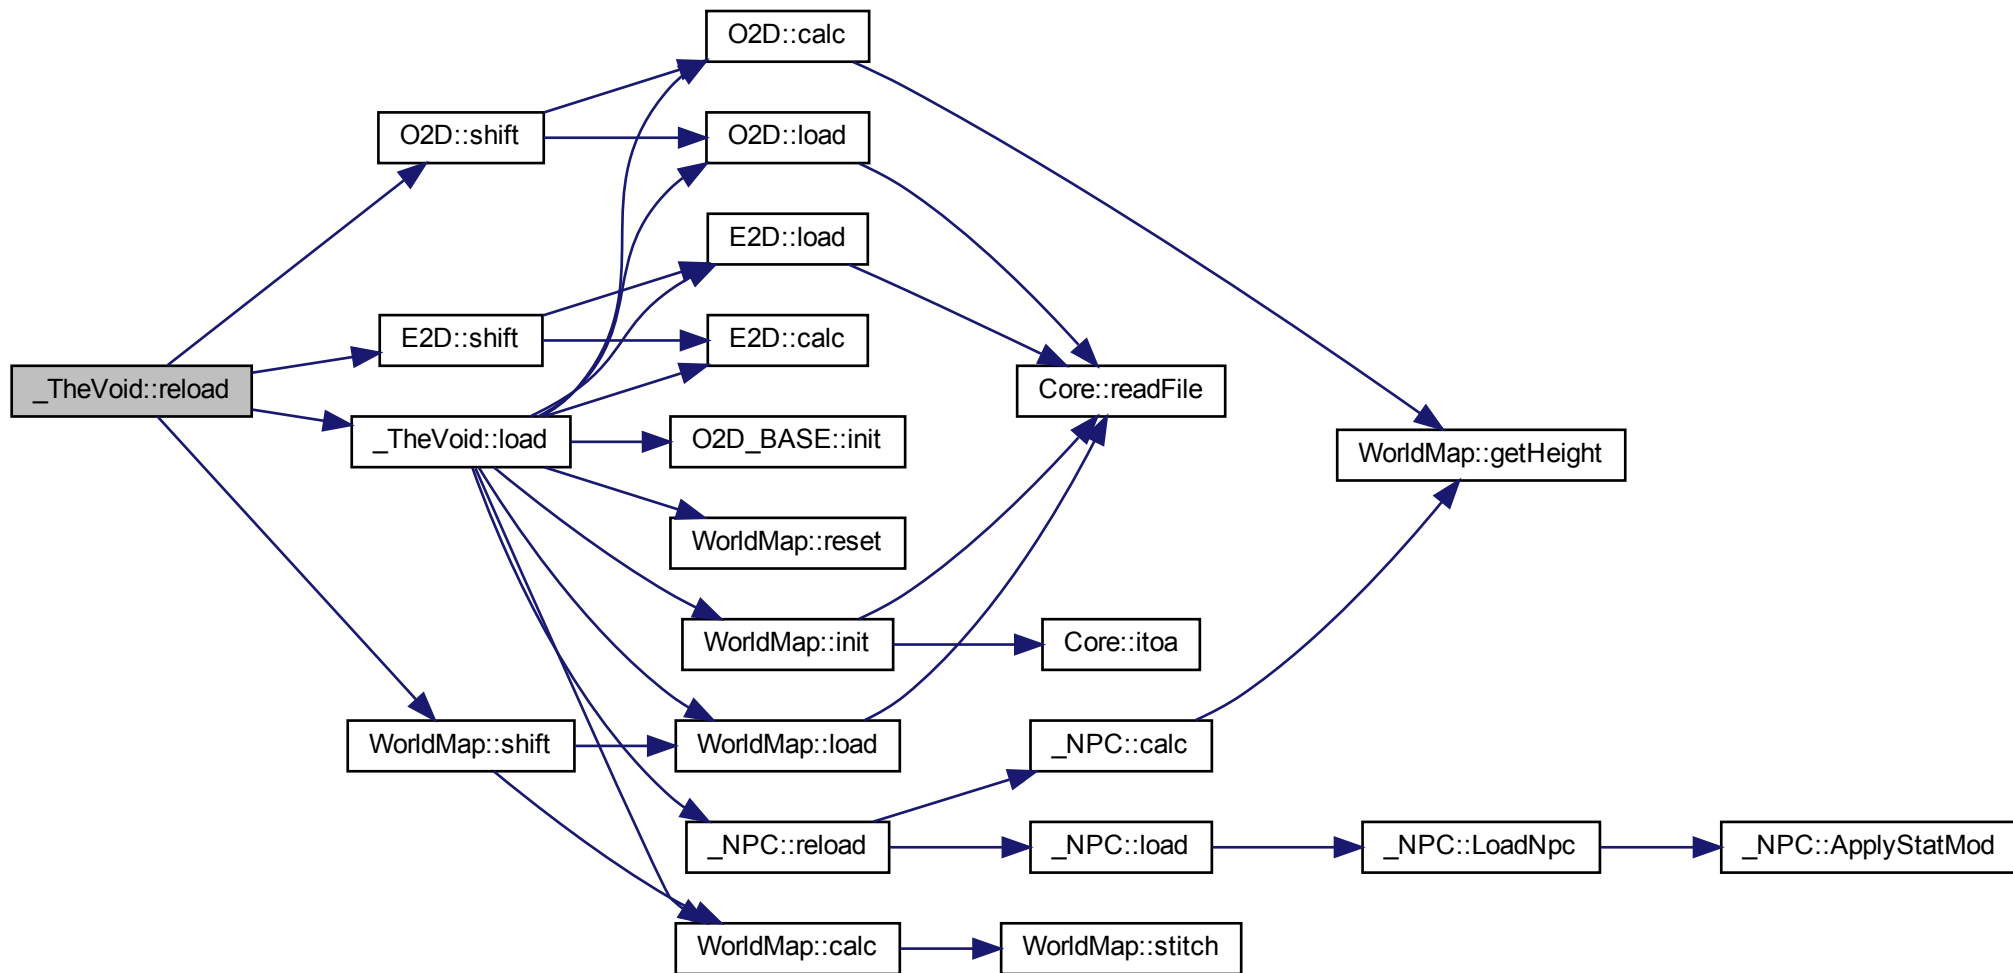 O2D::calc
O2D::shift
O2D::load
E2D::load
E2D::shift
E2D::calc
_TheVoid::reload
Core::readFile
_TheVoid::load
O2D_BASE::init
WorldMap::getHeight
WorldMap::reset
WorldMap::init
Core::itoa
WorldMap::shift
WorldMap::load
_NPC::calc
_NPC::reload
_NPC::load
_NPC::LoadNpc
_NPC::ApplyStatMod
WorldMap::calc
WorldMap::stitch